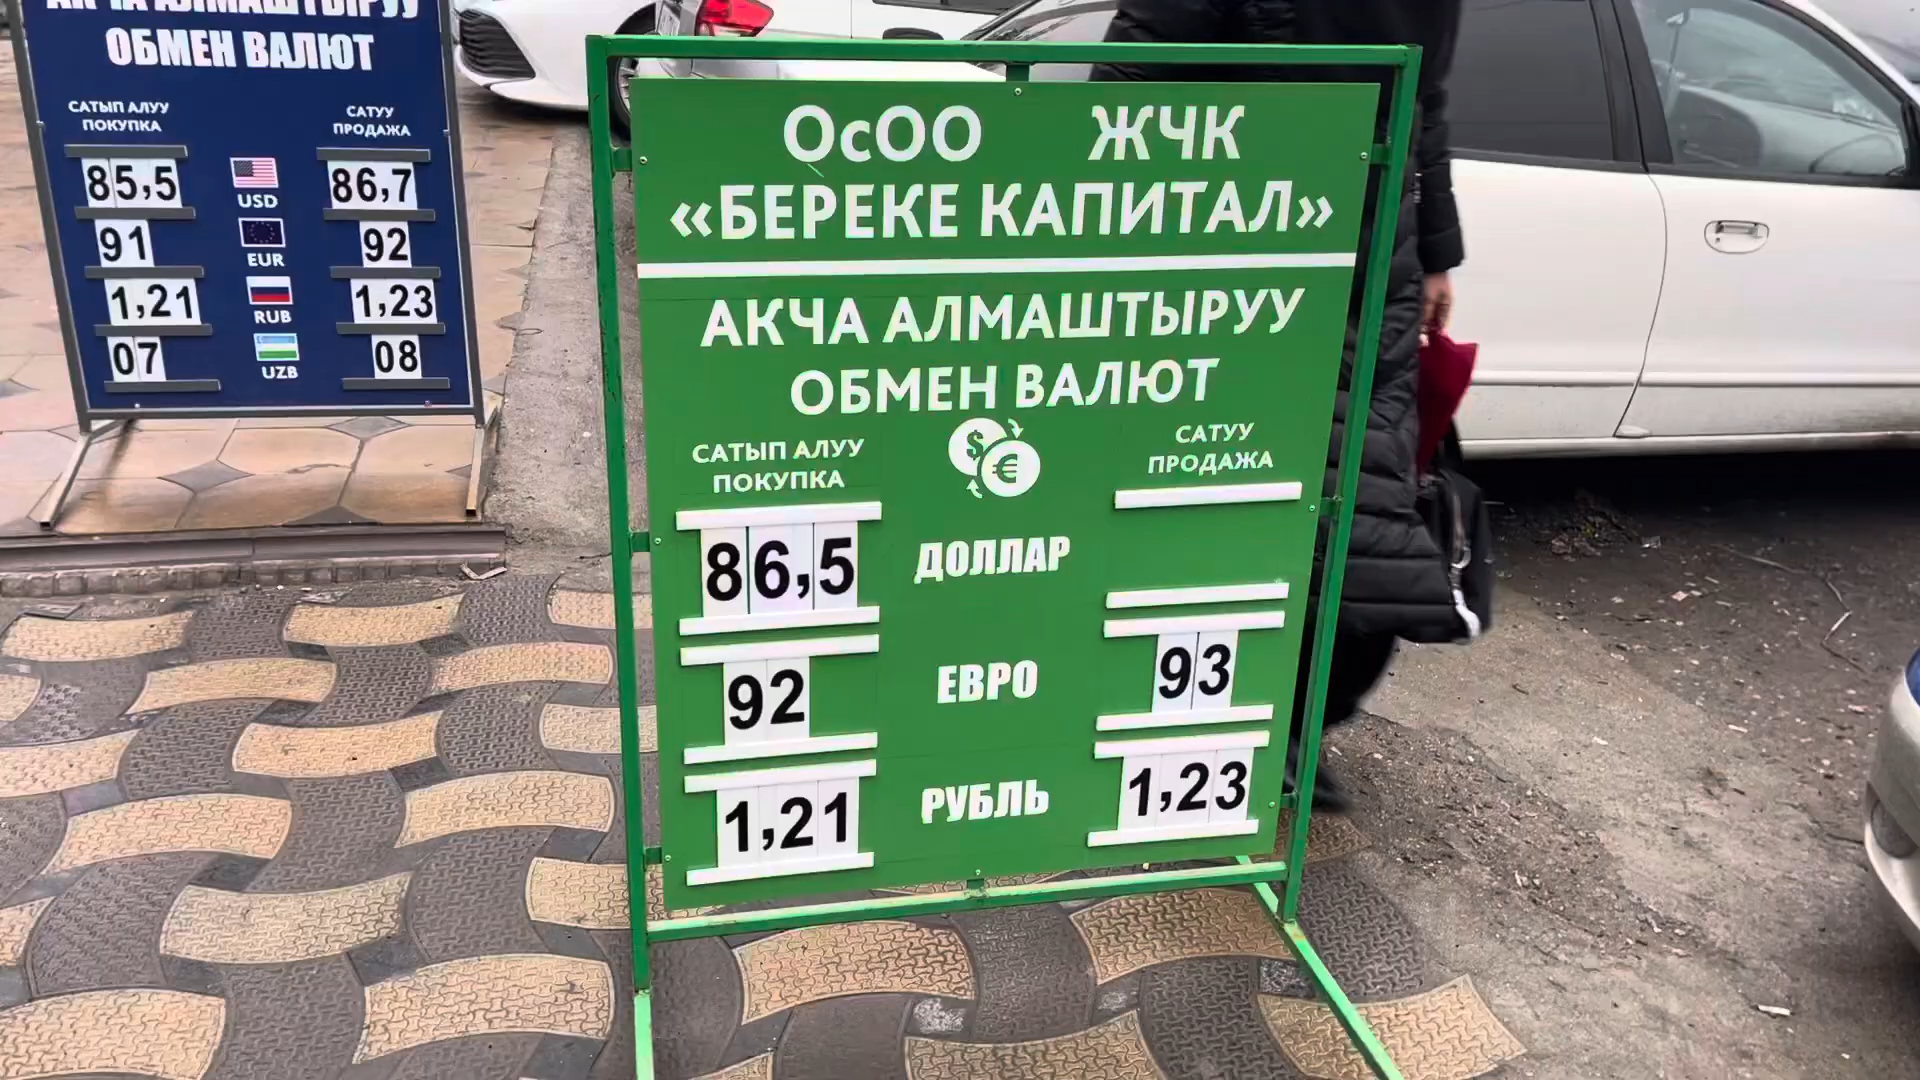 АКЧА АЛМАШТЫРУУ
ОБМЕН ВАЛЮТ
САТЫП АЛУУ
ПОКУПКА
САТУУ
ПРОДАЖА
85,5 USD 86,7
91 EUR 92
1,21 RUB 1,23
07 UZB 08
ОсОО ЖЧК
«БЕРЕКЕ КАПИТАЛ»
АКЧА АЛМАШТЫРУУ
ОБМЕН ВАЛЮТ
САТЫП АЛУУ
ПОКУПКА
$ €
САТУУ
ПРОДАЖА
86,5 ДОЛЛАР
92 ЕВРО 93
1,21 РУБЛЬ 1,23